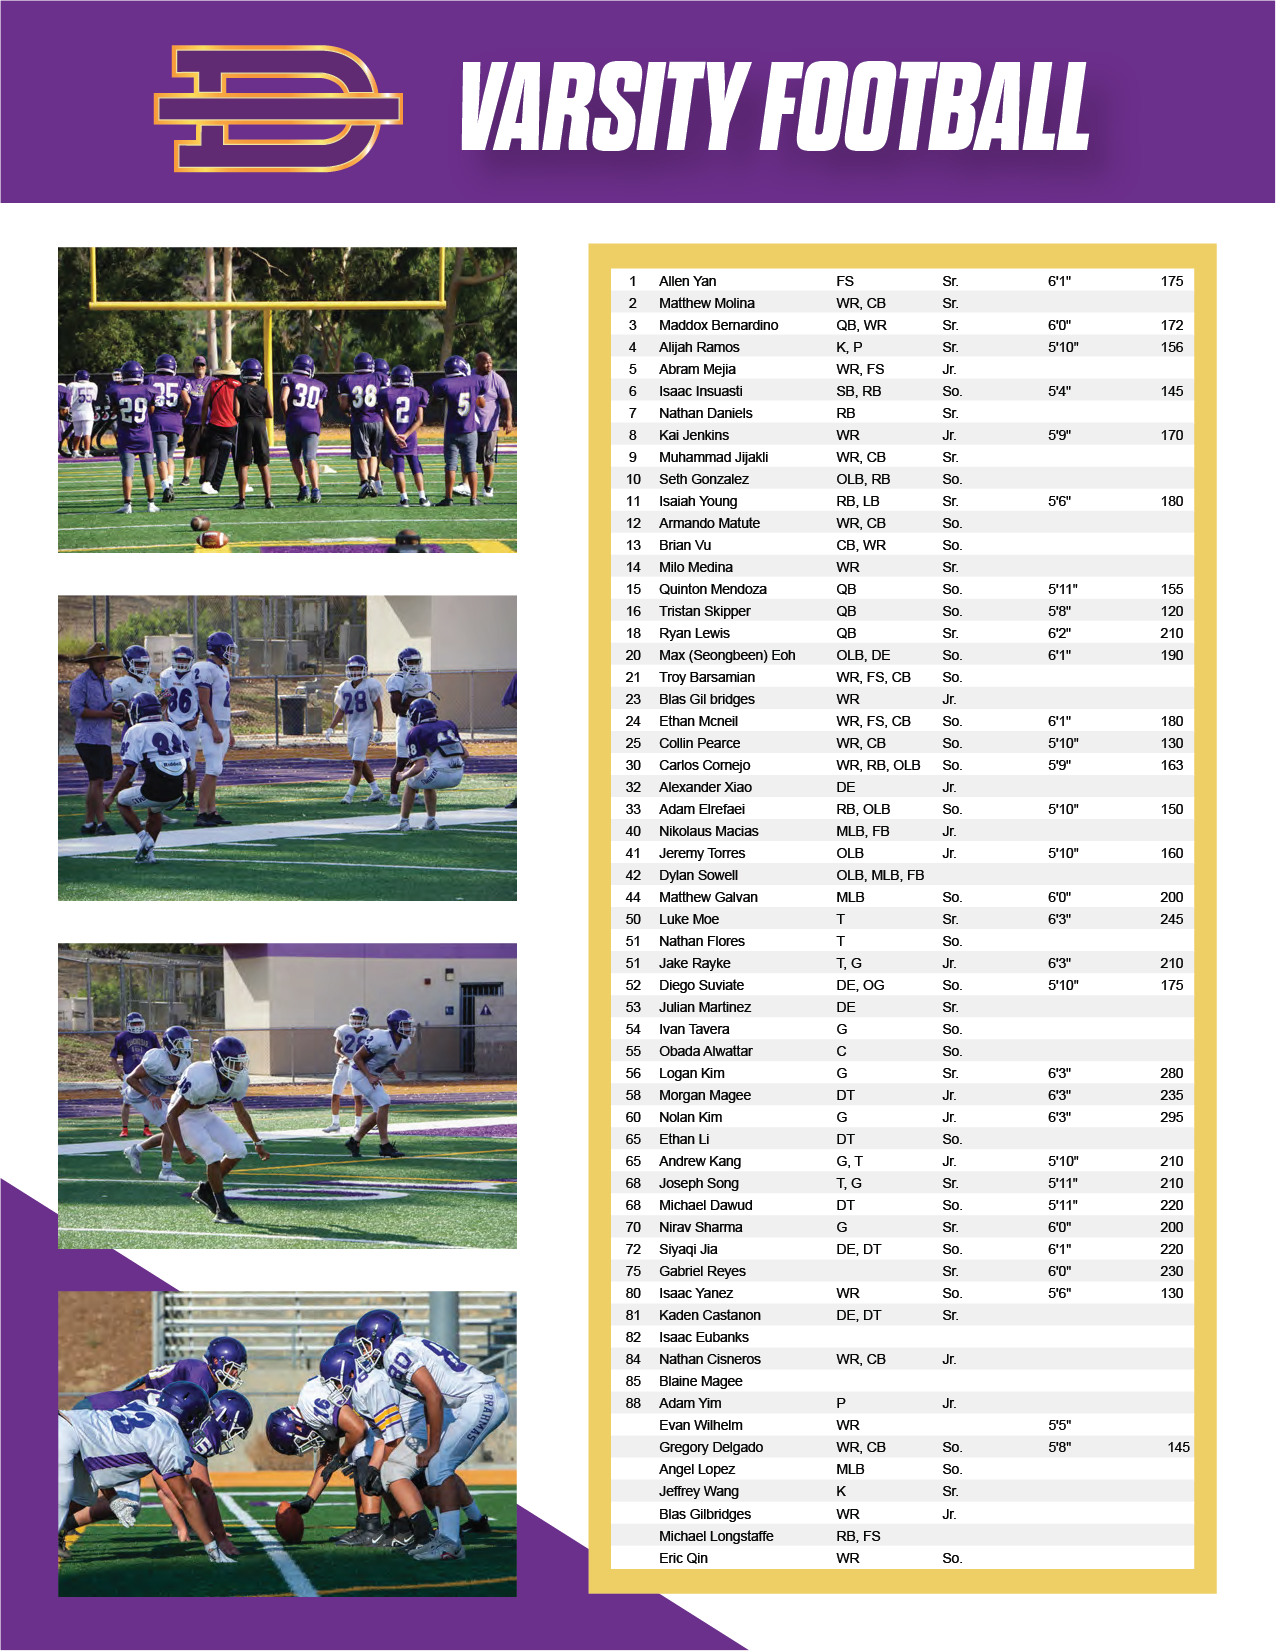 D
VARSITY FOOTBALL
29
35
30
38
2
5
55
36
28
16
80
BRAHMAS
1 Allen Yan FS Sr. 6'1" 175
2 Matthew Molina WR, CB Sr.
3 Maddox Bernardino QB, WR Sr. 6'0" 172
4 Alijah Ramos K, P Sr. 5'10" 156
5 Abram Mejia WR, FS Jr.
6 Isaac Insuasti SB, RB So. 5'4" 145
7 Nathan Daniels RB Sr.
8 Kai Jenkins WR Jr. 5'9" 170
9 Muhammad Jijakli WR, CB Sr.
10 Seth Gonzalez OLB, RB So.
11 Isaiah Young RB, LB Sr. 5'6" 180
12 Armando Matute WR, CB So.
13 Brian Vu CB, WR So.
14 Milo Medina WR Sr.
15 Quinton Mendoza QB So. 5'11" 155
16 Tristan Skipper QB So. 5'8" 120
18 Ryan Lewis QB Sr. 6'2" 210
20 Max (Seongbeen) Eoh OLB, DE So. 6'1" 190
21 Troy Barsamian WR, FS, CB So.
23 Blas Gil bridges WR Jr.
24 Ethan Mcneil WR, FS, CB So. 6'1" 180
25 Collin Pearce WR, CB So. 5'10" 130
30 Carlos Cornejo WR, RB, OLB So. 5'9" 163
32 Alexander Xiao DE Jr.
33 Adam Elrefaei RB, OLB So. 5'10" 150
40 Nikolaus Macias MLB, FB Jr.
41 Jeremy Torres OLB Jr. 5'10" 160
42 Dylan Sowell OLB, MLB, FB
44 Matthew Galvan MLB So. 6'0" 200
50 Luke Moe T Sr. 6'3" 245
51 Nathan Flores T So.
51 Jake Rayke T, G Jr. 6'3" 210
52 Diego Suviate DE, OG So. 5'10" 175
53 Julian Martinez DE Sr.
54 Ivan Tavera G So.
55 Obada Alwattar C So.
56 Logan Kim G Sr. 6'3" 280
58 Morgan Magee DT Jr. 6'3" 235
60 Nolan Kim G Jr. 6'3" 295
65 Ethan Li DT So.
65 Andrew Kang G, T Jr. 5'10" 210
68 Joseph Song T, G Sr. 5'11" 210
68 Michael Dawud DT So. 5'11" 220
70 Nirav Sharma G Sr. 6'0" 200
72 Siyaqi Jia DE, DT So. 6'1" 220
75 Gabriel Reyes Sr. 6'0" 230
80 Isaac Yanez WR So. 5'6" 130
81 Kaden Castanon DE, DT Sr.
82 Isaac Eubanks
84 Nathan Cisneros WR, CB Jr.
85 Blaine Magee
88 Adam Yim P Jr.
Evan Wilhelm WR 5'5"
Gregory Delgado WR, CB So. 5'8" 145
Angel Lopez MLB So.
Jeffrey Wang K Sr.
Blas Gilbridges WR Jr.
Michael Longstaffe RB, FS
Eric Qin WR So.